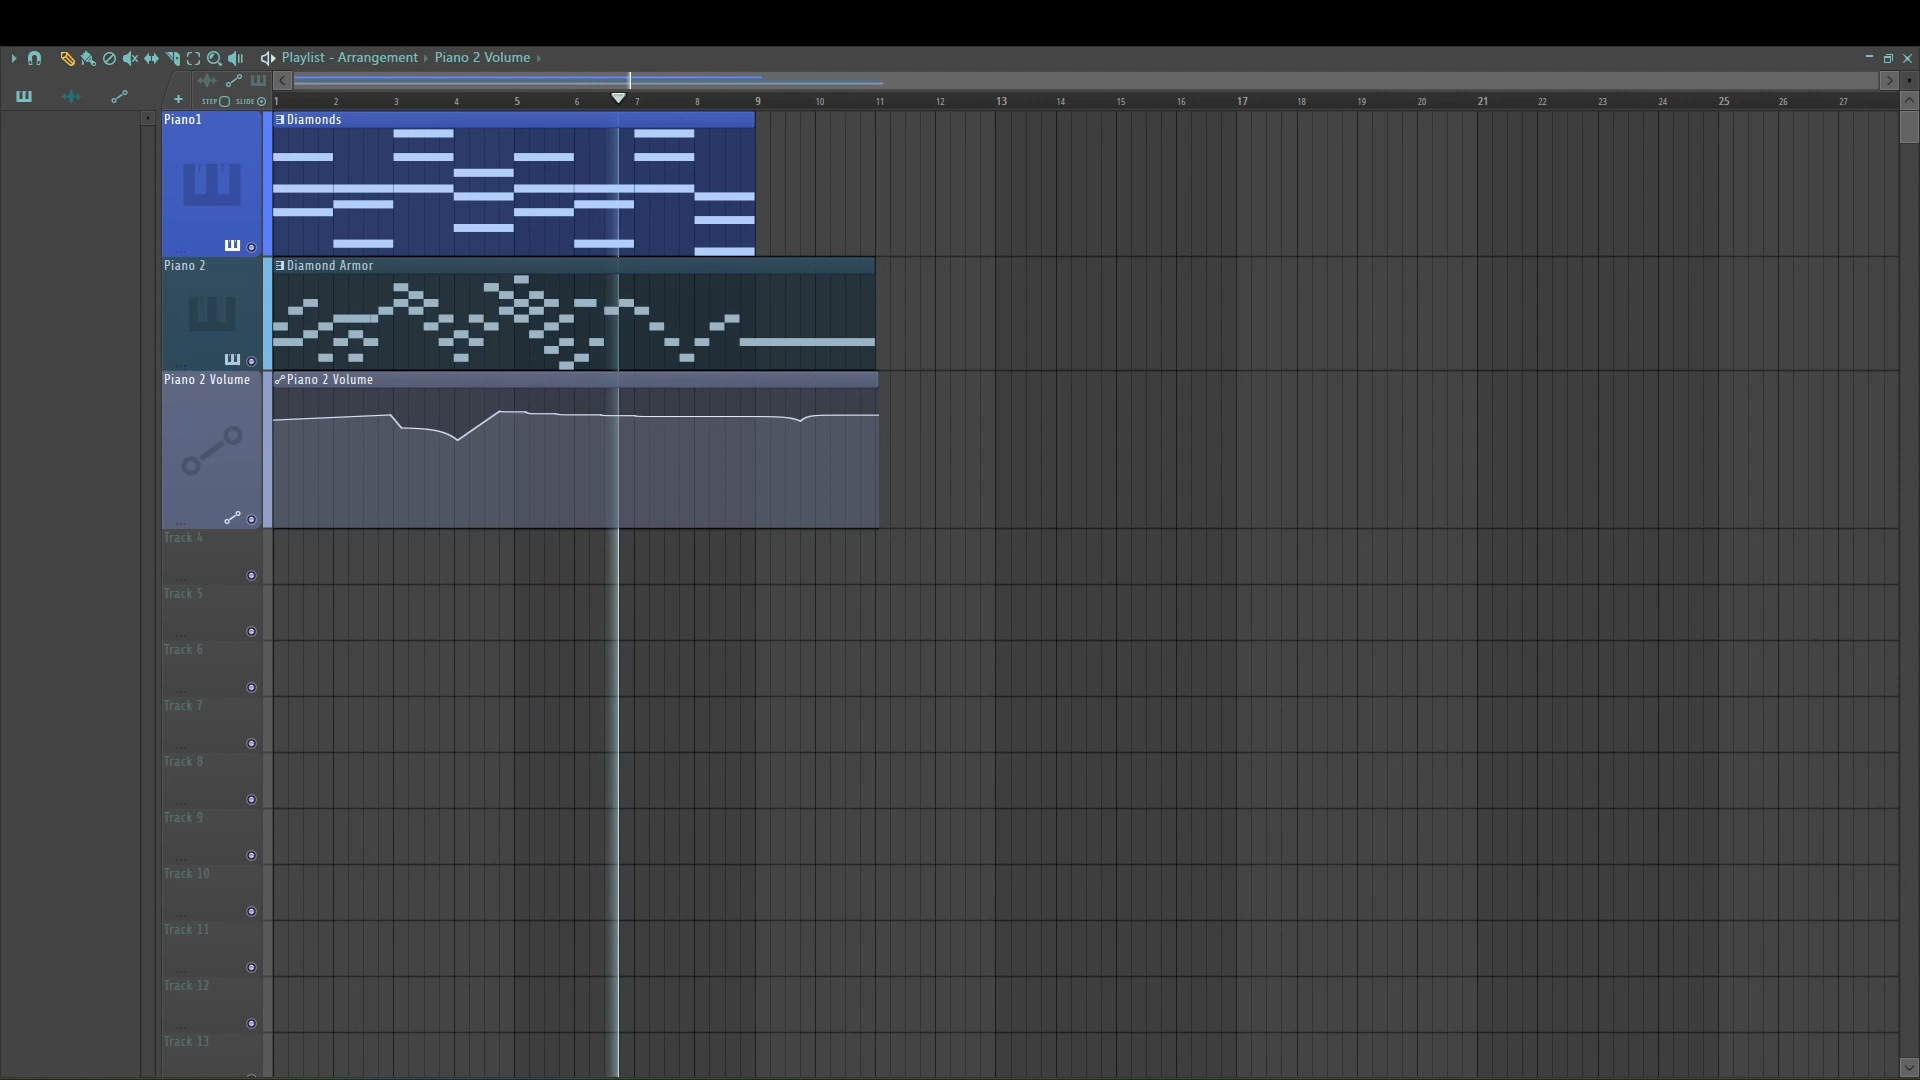 Playlist - Arrangement › Piano 2 Volume ›
STEP SLIDE
1 2 3 4 5 6 7 8 9 10 11 12 13 14 15 16 17 18 19 20 21 22 23 24 25 26 27
Piano1
Diamonds
Piano 2
Diamond Armor
Piano 2 Volume
Piano 2 Volume
Track 4
Track 5
Track 6
Track 7
Track 8
Track 9
Track 10
Track 11
Track 12
Track 13